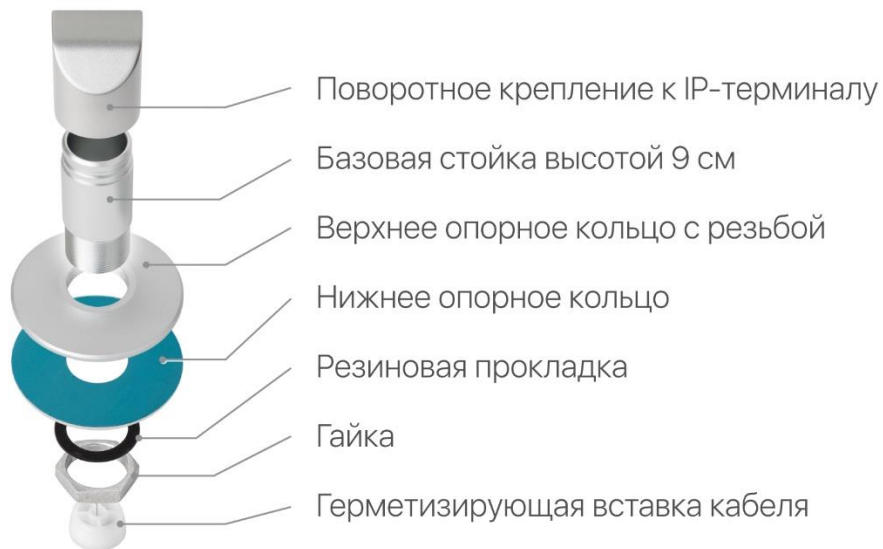 Поворотное крепление к IP-терминалу
Базовая стойка высотой 9 см
Верхнее опорное кольцо с резьбой
Нижнее опорное кольцо
Резиновая прокладка
Гайка
Герметизирующая вставка кабеля